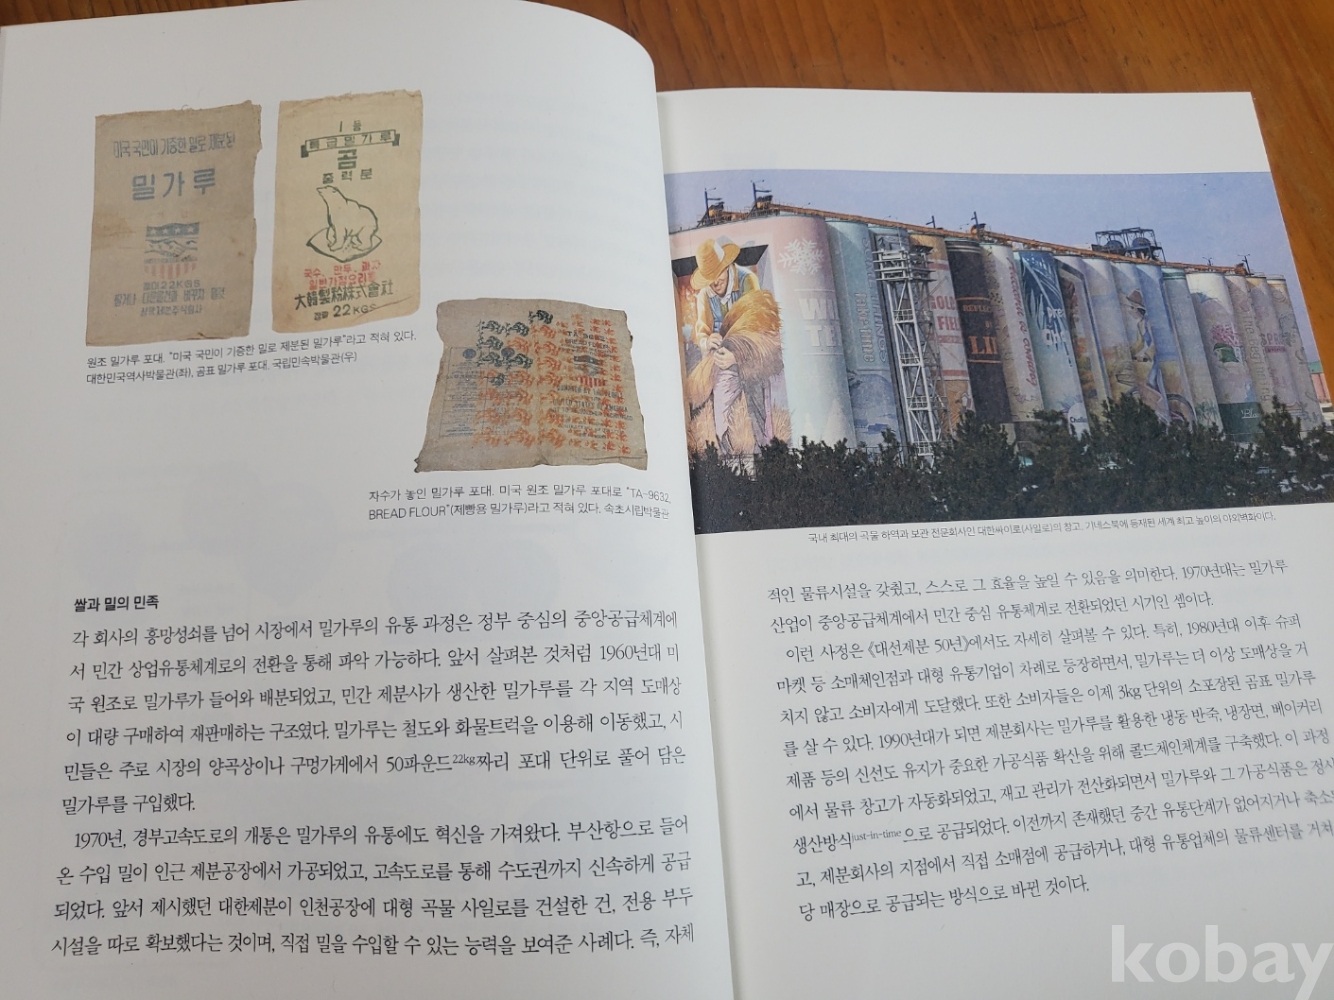 미국 국민이 기증한 밀로 제분된
밀가루
22KGS
1등
특급밀가루
곰
중력분
국수, 만두,
大韓製粉株式會社
22KGS
원조 밀가루 포대. "미국 국민이 기증한 밀로 제분된 밀가루"라고 적혀 있다.
대한민국역사박물관(좌), 곰표 밀가루 포대. 국립민속박물관(우)
자수가 놓인 밀가루 포대. 미국 원조 밀가루 포대로 "TA-9632,
BREAD FLOUR"(제빵용 밀가루)라고 적혀 있다. 속초시립박물관
쌀과 밀의 민족
각 회사의 흥망성쇠를 넘어 시장에서 밀가루의 유통 과정은 정부 중심의 중앙공급체계에
서 민간 상업유통체계로의 전환을 통해 파악 가능하다. 앞서 살펴본 것처럼 1960년대 미
국 원조로 밀가루가 들어와 배분되었고, 민간 제분사가 생산한 밀가루를 각 지역 도매상
이 대량 구매하여 재판매하는 구조였다. 밀가루는 철도와 화물트럭을 이용해 이동했고, 시
민들은 주로 시장의 양곡상이나 구멍가게에서 50파운드22kg짜리 포대 단위로 풀어 담은
밀가루를 구입했다.
1970년, 경부고속도로의 개통은 밀가루의 유통에도 혁신을 가져왔다. 부산항으로 들어
온 수입 밀이 인근 제분공장에서 가공되었고, 고속도로를 통해 수도권까지 신속하게 공급
되었다. 앞서 제시했던 대한제분이 인천공장에 대형 곡물 사일로를 건설한 건, 전용 부두
시설을 따로 확보했다는 것이며, 직접 밀을 수입할 수 있는 능력을 보여준 사례다. 즉, 자체
국내 최대의 곡물 하역과 보관 전문회사인 대한싸이로(사일로)의 창고. 기네스북에 등재된 세계 최고 높이의 야외벽화이다.
적인 물류시설을 갖췄고, 스스로 그 효율을 높일 수 있음을 의미한다. 1970년대는 밀가루
산업이 중앙공급체계에서 민간 중심 유통체계로 전환되었던 시기인 셈이다.
이런 사정은 《대선제분 50년》에서도 자세히 살펴볼 수 있다. 특히, 1980년대 이후 슈퍼
마켓 등 소매체인점과 대형 유통기업이 차례로 등장하면서, 밀가루는 더 이상 도매상을 거
치지 않고 소비자에게 도달했다. 또한 소비자들은 이제 3kg 단위의 소포장된 곰표 밀가루
를 살 수 있다. 1990년대가 되면 제분회사는 밀가루를 활용한 냉동 반죽, 냉장면, 베이커리
제품 등의 신선도 유지가 중요한 가공식품 확산을 위해 콜드체인체계를 구축했다. 이 과정
에서 물류 창고가 자동화되었고, 재고 관리가 전산화되면서 밀가루와 그 가공식품은 정시
생산방식just-in-time으로 공급되었다. 이전까지 존재했던 중간 유통단계가 없어지거나 축소
고, 제분회사의 지점에서 직접 소매점에 공급하거나, 대형 유통업체의 물류센터를 거쳐
당 매장으로 공급되는 방식으로 바뀐 것이다.
kobay